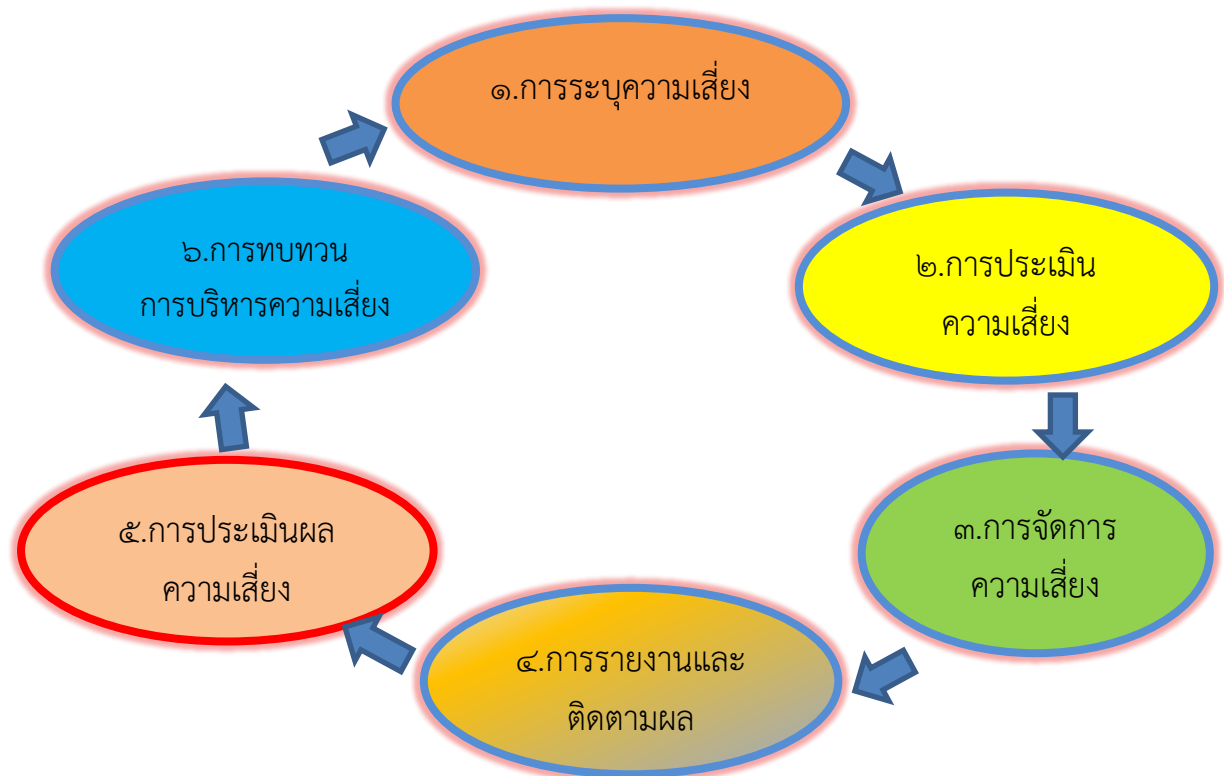 ๑.การระบุความเสี่ยง
๒.การประเมิน
ความเสี่ยง
๓.การจัดการ
ความเสี่ยง
๔.การรายงานและ
ติดตามผล
๕.การประเมินผล
ความเสี่ยง
๖.การทบทวน
การบริหารความเสี่ยง